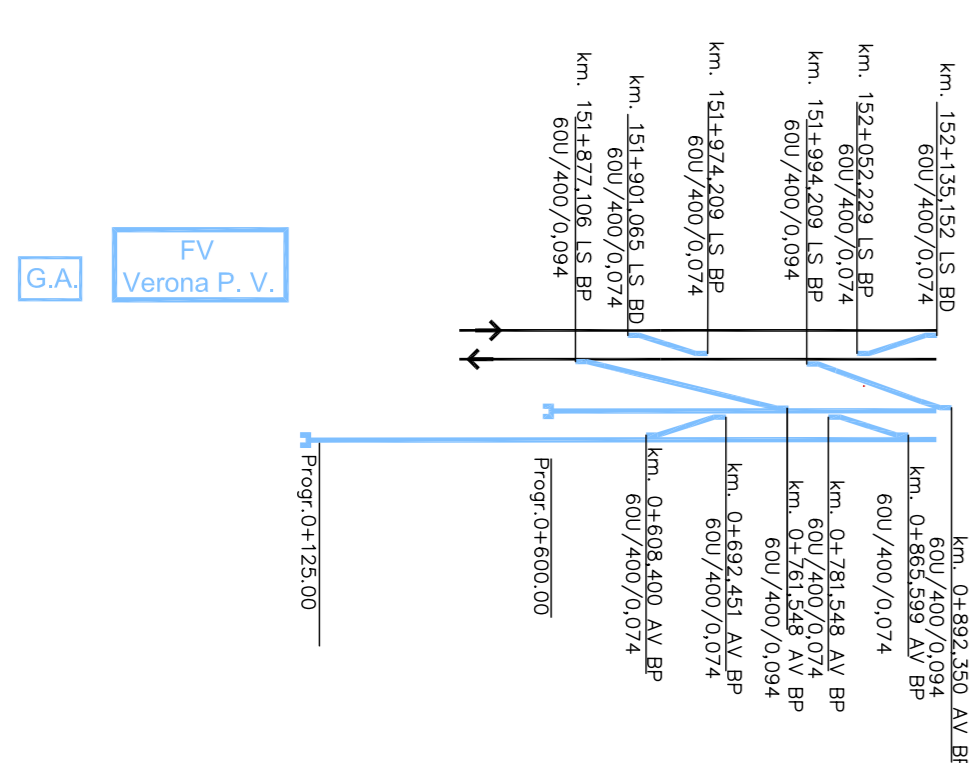 km. 151+877,106 LS BP
60U/400/0,094
km. 151+901,065 LS BD
60U/400/0,074
km. 151+974,209 LS BP
60U/400/0,074
km. 151+994,209 LS BP
60U/400/0,094
km. 152+052,229 LS BP
60U/400/0,074
km. 152+135,152 LS BD
60U/400/0,074
G.A.
FV
Verona P. V.
Progr.0+125.00
Progr.0+600.00
km. 0+608,400 AV BP
60U/400/0,074
km. 0+692,451 AV BP
60U/400/0,074
km. 0+761,548 AV BP
60U/400/0,094
km. 0+781,548 AV BP
60U/400/0,074
km. 0+865,599 AV BP
60U/400/0,074
km. 0+892,350 AV BP
60U/400/0,094